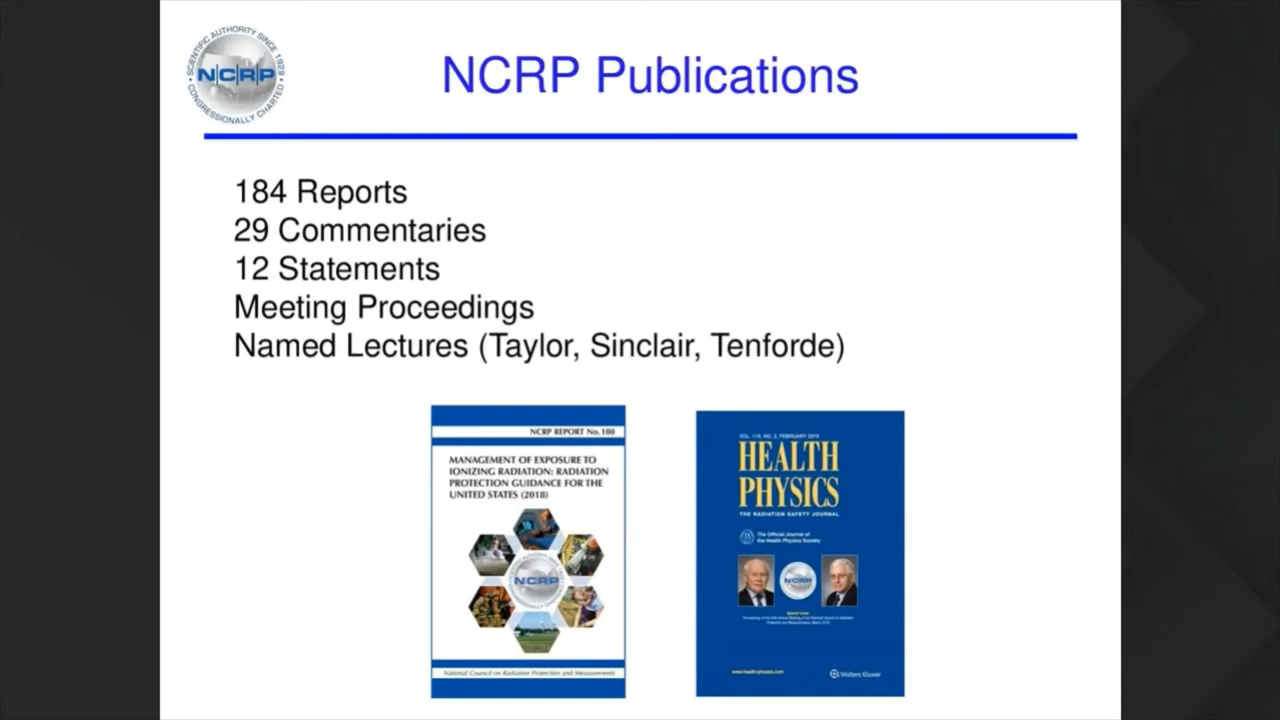 SCIENTIFIC AUTHORITY SINCE 1929
N|C|R|P
CONGRESSIONALLY CHARTED
NCRP Publications
184 Reports
29 Commentaries
12 Statements
Meeting Proceedings
Named Lectures (Taylor, Sinclair, Tenforde)
NCRP REPORT No. 180
MANAGEMENT OF EXPOSURE TO
IONIZING RADIATION: RADIATION
PROTECTION GUIDANCE FOR THE
UNITED STATES (2018)
NCRP
National Council on Radiation Protection and Measurements
HEALTH
PHYSICS
THE RADIATION SAFETY JOURNAL
The Official Journal of
the Health Physics Society
NCRP
Special Issue
www.health-physics.com
Wolters Kluwer